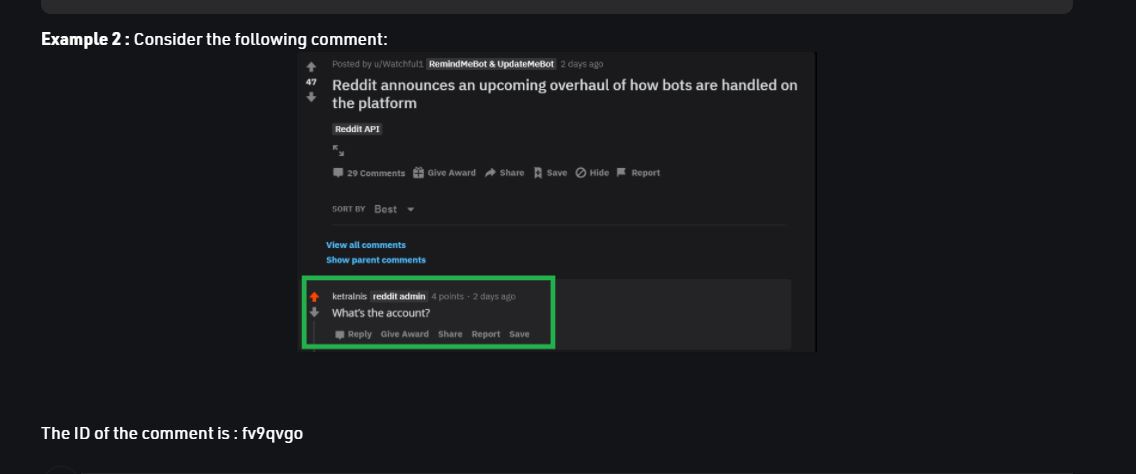 Example 2 : Consider the following comment:
Posted by u/Watchful1 RemindMeBot & UpdateMeBot 2 days ago
47
Reddit announces an upcoming overhaul of how bots are handled on
the platform
Reddit API
29 Comments Give Award Share Save Hide Report
SORT BY Best
View all comments
Show parent comments
ketralnis reddit admin 4 points · 2 days ago
What's the account?
Reply Give Award Share Report Save
The ID of the comment is : fv9qvgo